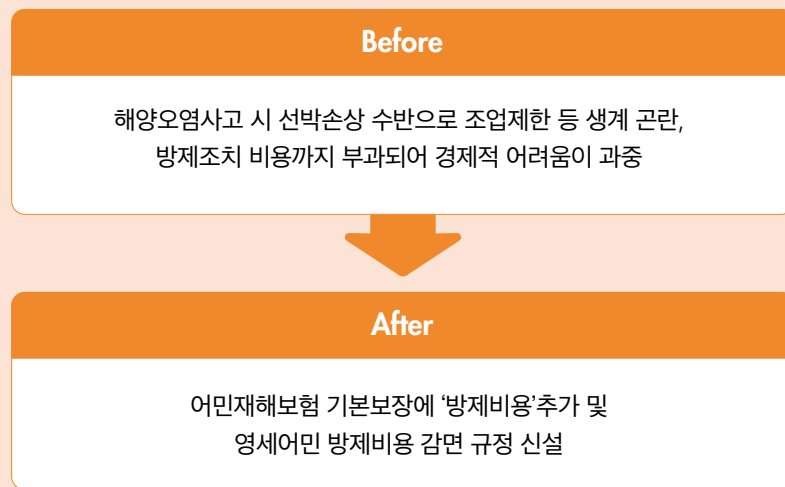 Before
해양오염사고 시 선박손상 수반으로 조업제한 등 생계 곤란,
방제조치 비용까지 부과되어 경제적 어려움이 과중
After
어민재해보험 기본보장에 ‘방제비용’추가 및
영세어민 방제비용 감면 규정 신설